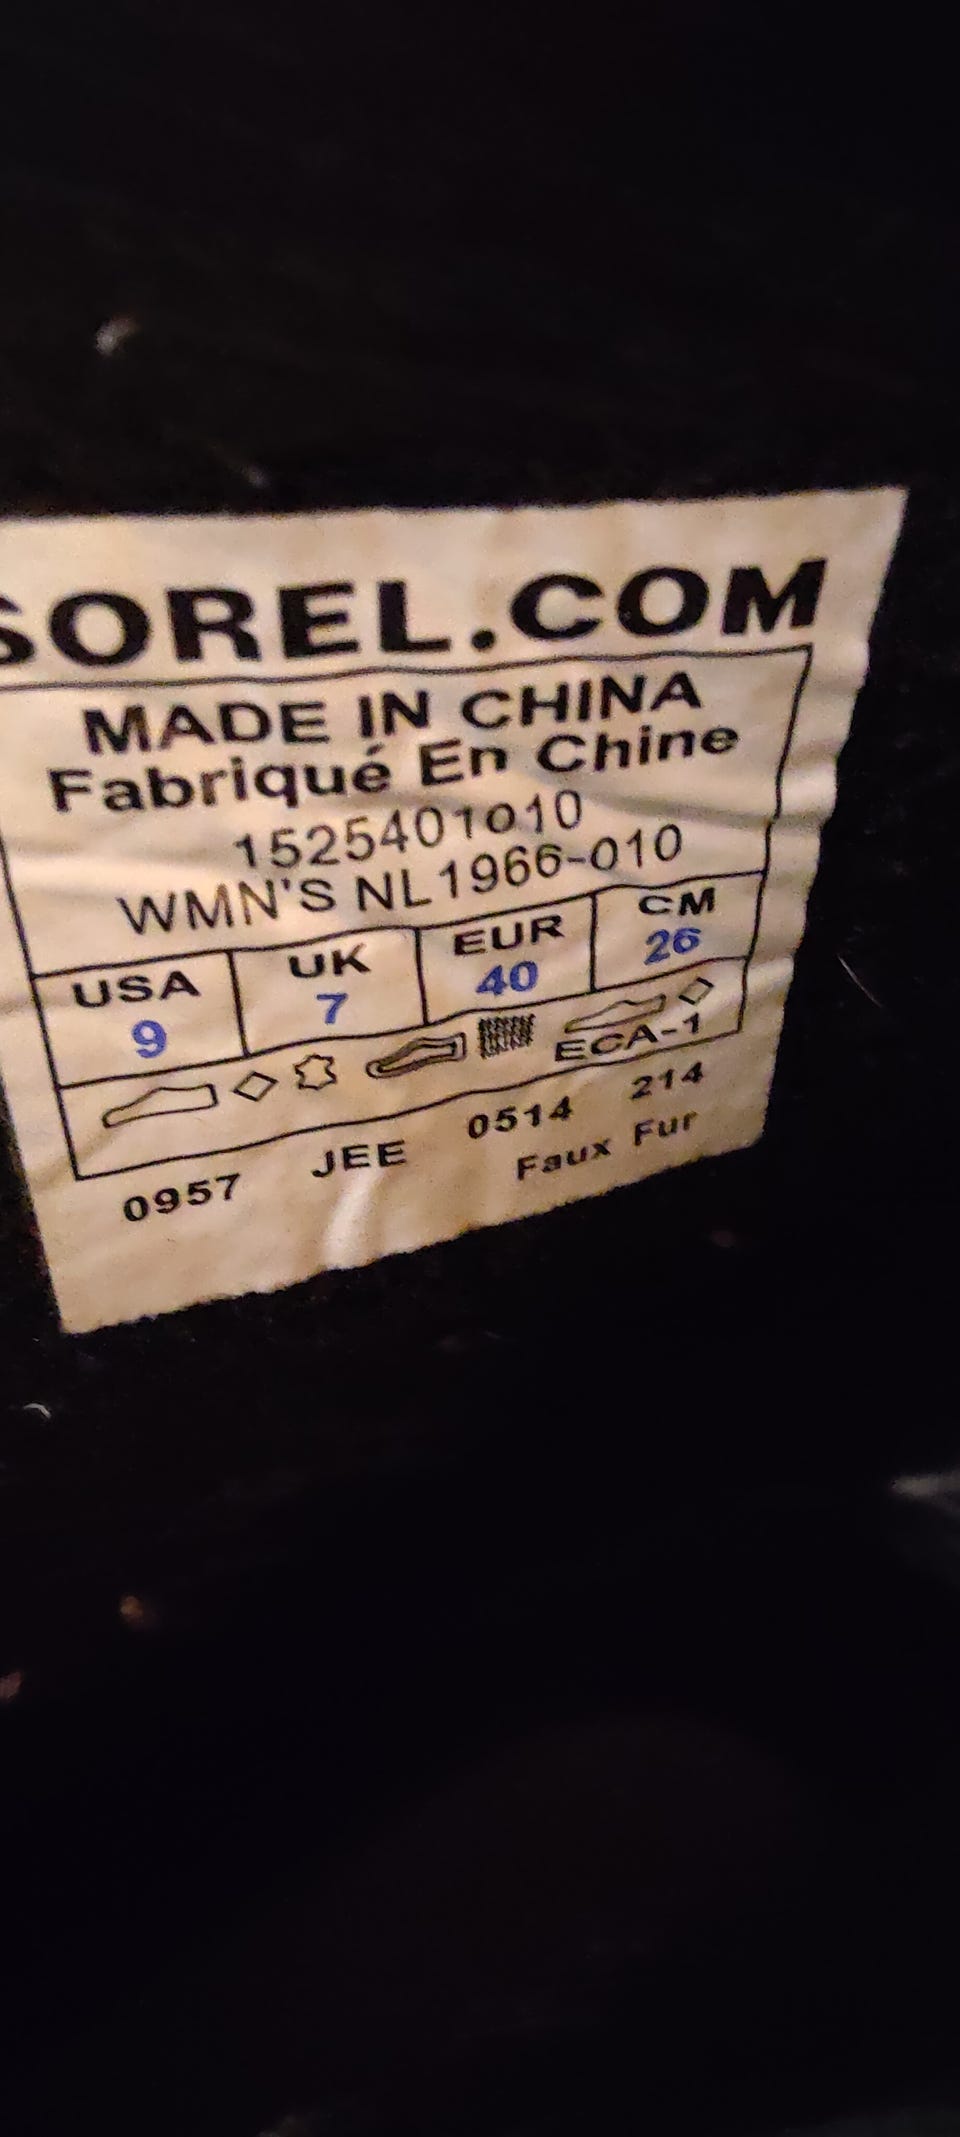 SOREL.COM
MADE IN CHINA
Fabriqué En Chine
1525401010
WMN'S NL1966-010
USA UK EUR CM
9 7 40 26
ECA-1
0957 JEE 0514 214
Faux Fur